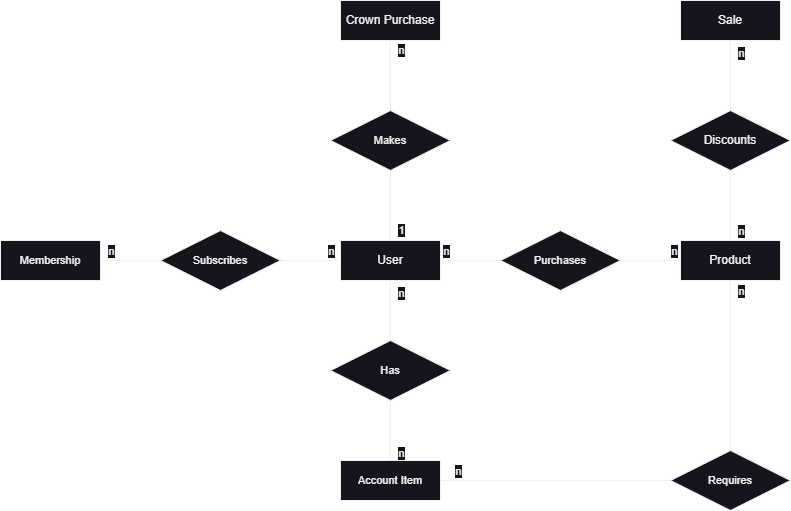 Crown Purchase
Sale
n
n
Makes
Discounts
1
n
Membership
n
Subscribes
n
User
n
Purchases
n
Product
n
n
Has
n
Account Item
n
Requires